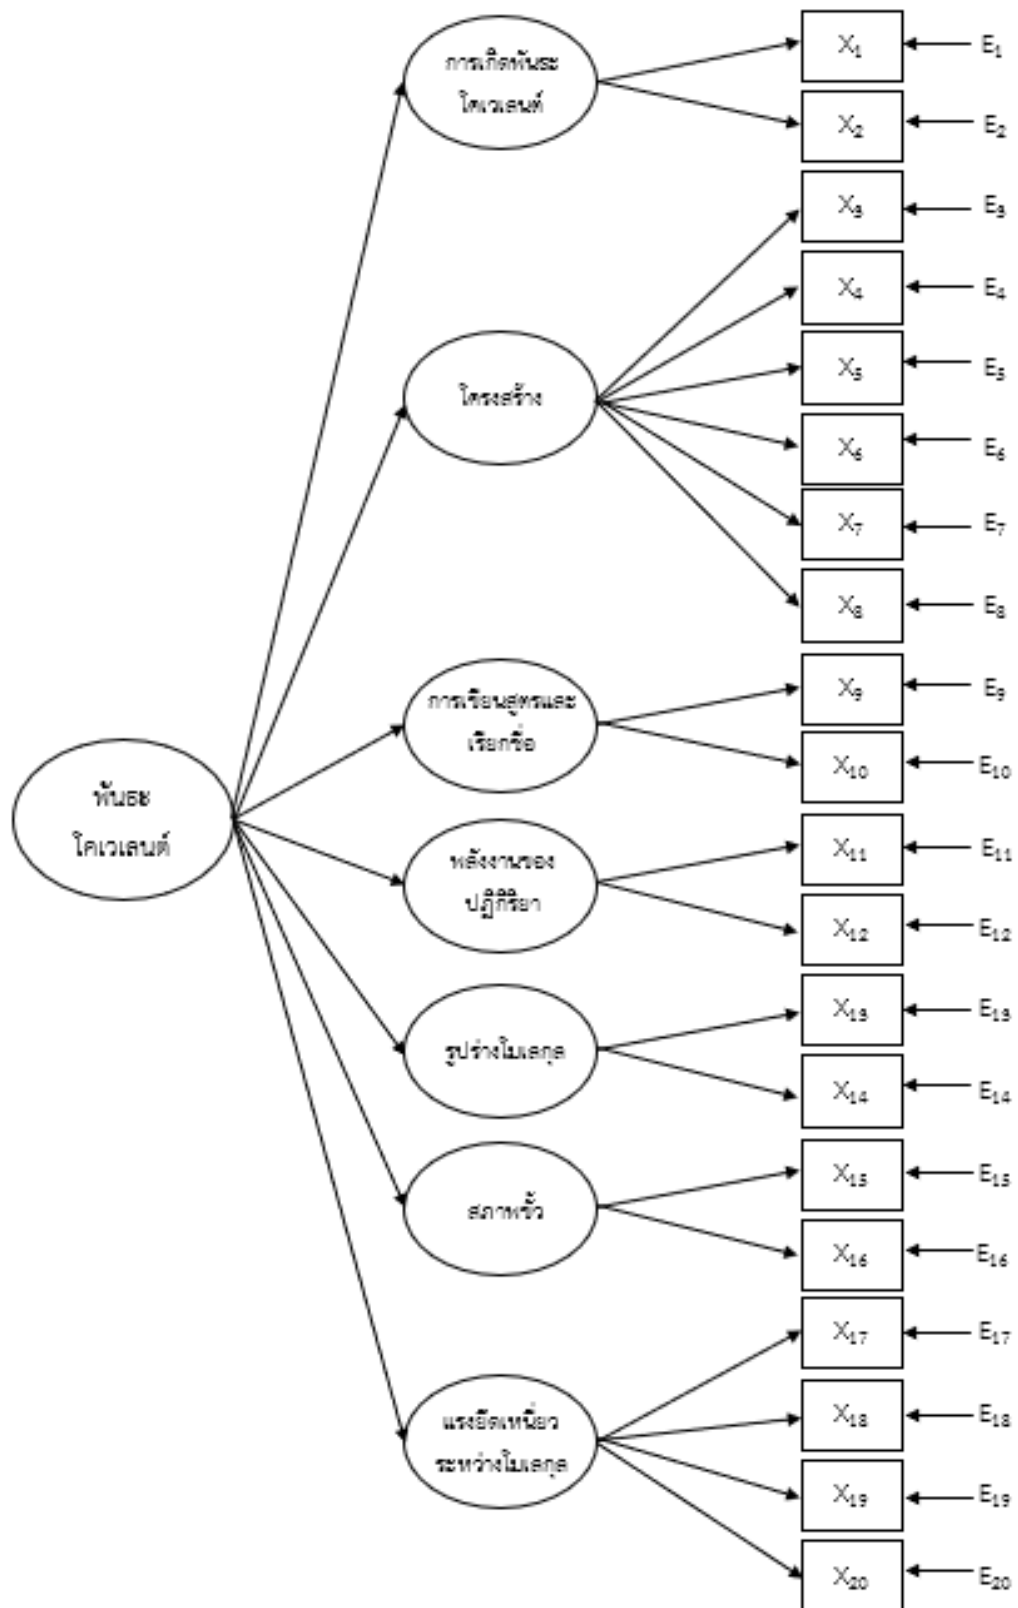 การเกิดพันธะ
โคเวเลนต์
X₁
E₁
X₂
E₂
X₃
E₃
X₄
E₄
โครงสร้าง
X₅
E₅
X₆
E₆
X₇
E₇
X₈
E₈
การเขียนสูตรและ
เรียกชื่อ
X₉
E₉
X₁₀
E₁₀
พันธะ
โคเวเลนต์
พลังงานของ
ปฏิกิริยา
X₁₁
E₁₁
X₁₂
E₁₂
รูปร่างโมเลกุล
X₁₃
E₁₃
X₁₄
E₁₄
สภาพขั้ว
X₁₅
E₁₅
X₁₆
E₁₆
แรงยึดเหนี่ยว
ระหว่างโมเลกุล
X₁₇
E₁₇
X₁₈
E₁₈
X₁₉
E₁₉
X₂₀
E₂₀